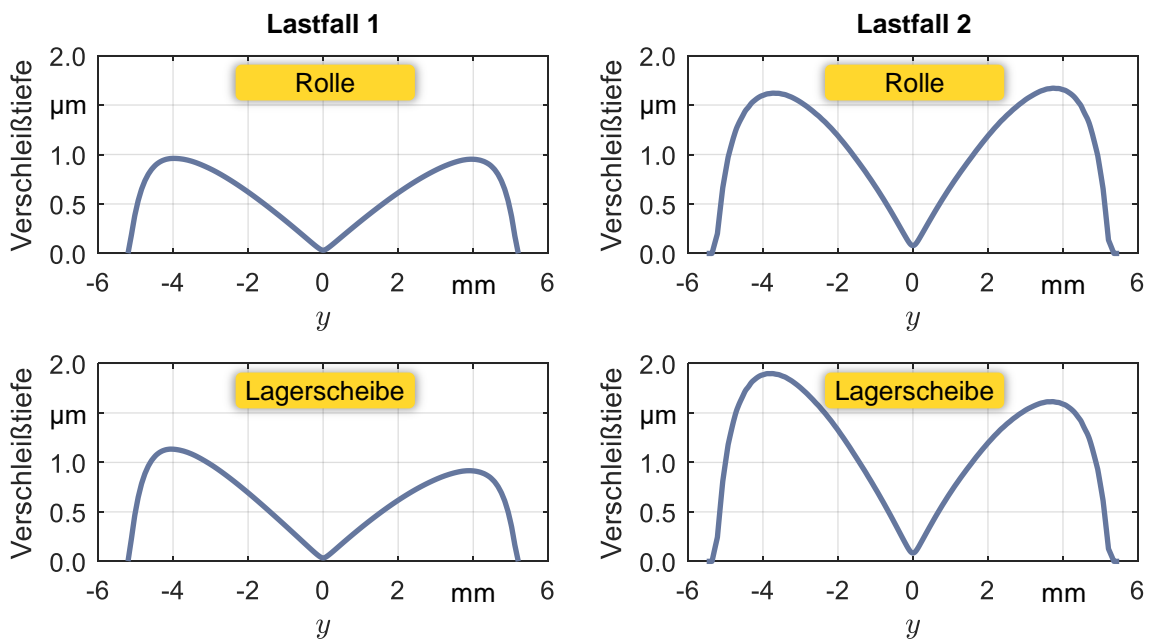 Lastfall 1
Verschleißtiefe
2.0
µm
1.0
0.5
0.0
Rolle
-6 -4 -2 0 2 mm 6
y
Lastfall 2
Verschleißtiefe
2.0
µm
1.0
0.5
0.0
Rolle
-6 -4 -2 0 2 mm 6
y
Verschleißtiefe
2.0
µm
1.0
0.5
0.0
Lagerscheibe
-6 -4 -2 0 2 mm 6
y
Verschleißtiefe
2.0
µm
1.0
0.5
0.0
Lagerscheibe
-6 -4 -2 0 2 mm 6
y